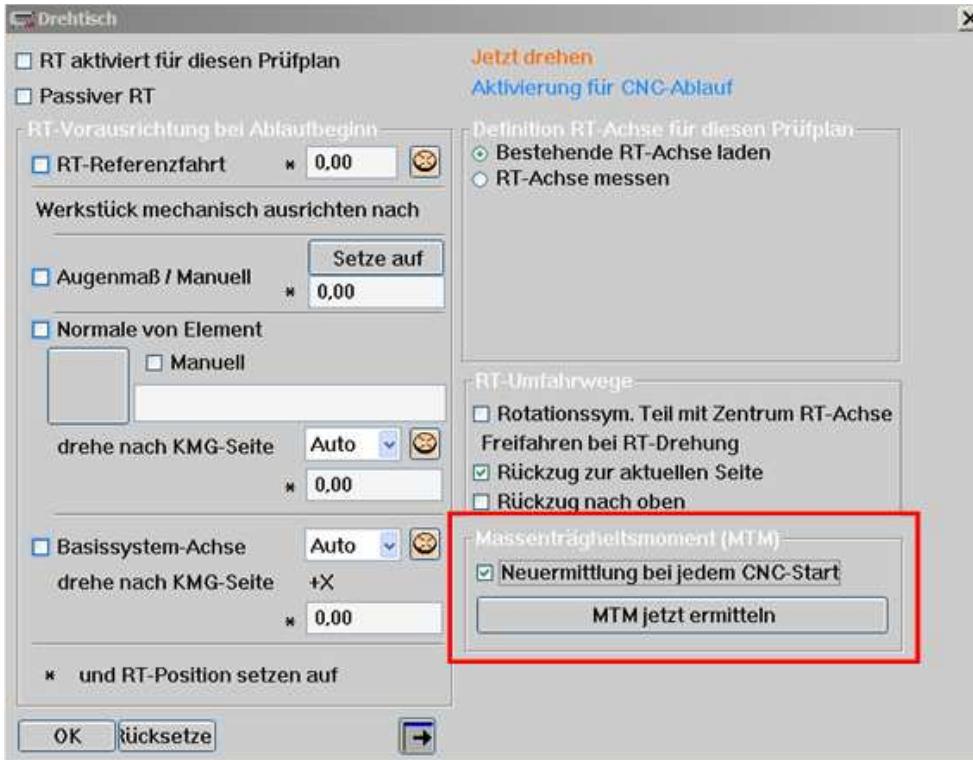 Drehtisch
RT aktiviert für diesen Prüfplan
Passiver RT
RT-Vorausrichtung bei Ablaufbeginn
RT-Referenzfahrt * 0,00
Werkstück mechanisch ausrichten nach
Setze auf
Augenmaß / Manuell * 0,00
Normale von Element
Manuell
drehe nach KMG-Seite Auto
* 0,00
Basissystem-Achse Auto
drehe nach KMG-Seite +X
* 0,00
* und RT-Position setzen auf
OK Rücksetze
Jetzt drehen
Aktivierung für CNC-Ablauf
Definition RT-Achse für diesen Prüfplan
Bestehende RT-Achse laden
RT-Achse messen
RT-Umfahrwege
Rotationssym. Teil mit Zentrum RT-Achse
Freifahren bei RT-Drehung
Rückzug zur aktuellen Seite
Rückzug nach oben
Massenträgheitsmoment (MTM)
Neuermittlung bei jedem CNC-Start
MTM jetzt ermitteln